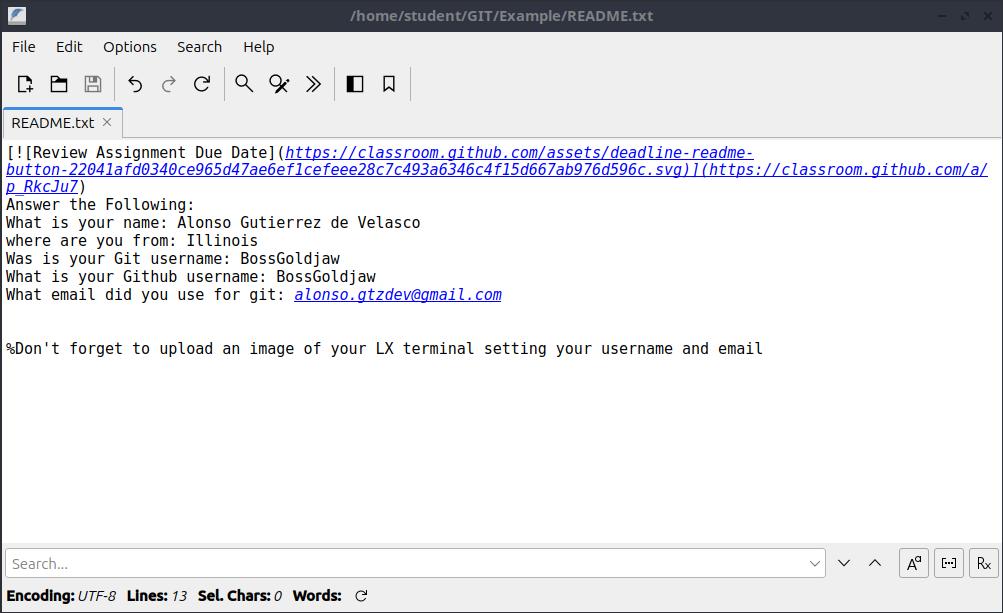 /home/student/GIT/Example/README.txt
File Edit Options Search Help
README.txt
[![Review Assignment Due Date](https://classroom.github.com/assets/deadline-readme-
button-22041afd0340ce965d47ae6ef1cefeee28c7c493a6346c4f15d667ab976d596c.svg)](https://classroom.github.com/a/
p_RkcJu7)
Answer the Following:
What is your name: Alonso Gutierrez de Velasco
where are you from: Illinois
Was is your Git username: BossGoldjaw
What is your Github username: BossGoldjaw
What email did you use for git: alonso.gtzdev@gmail.com
%Don't forget to upload an image of your LX terminal setting your username and email
Search...
Encoding: UTF-8 Lines: 13 Sel. Chars: 0 Words: